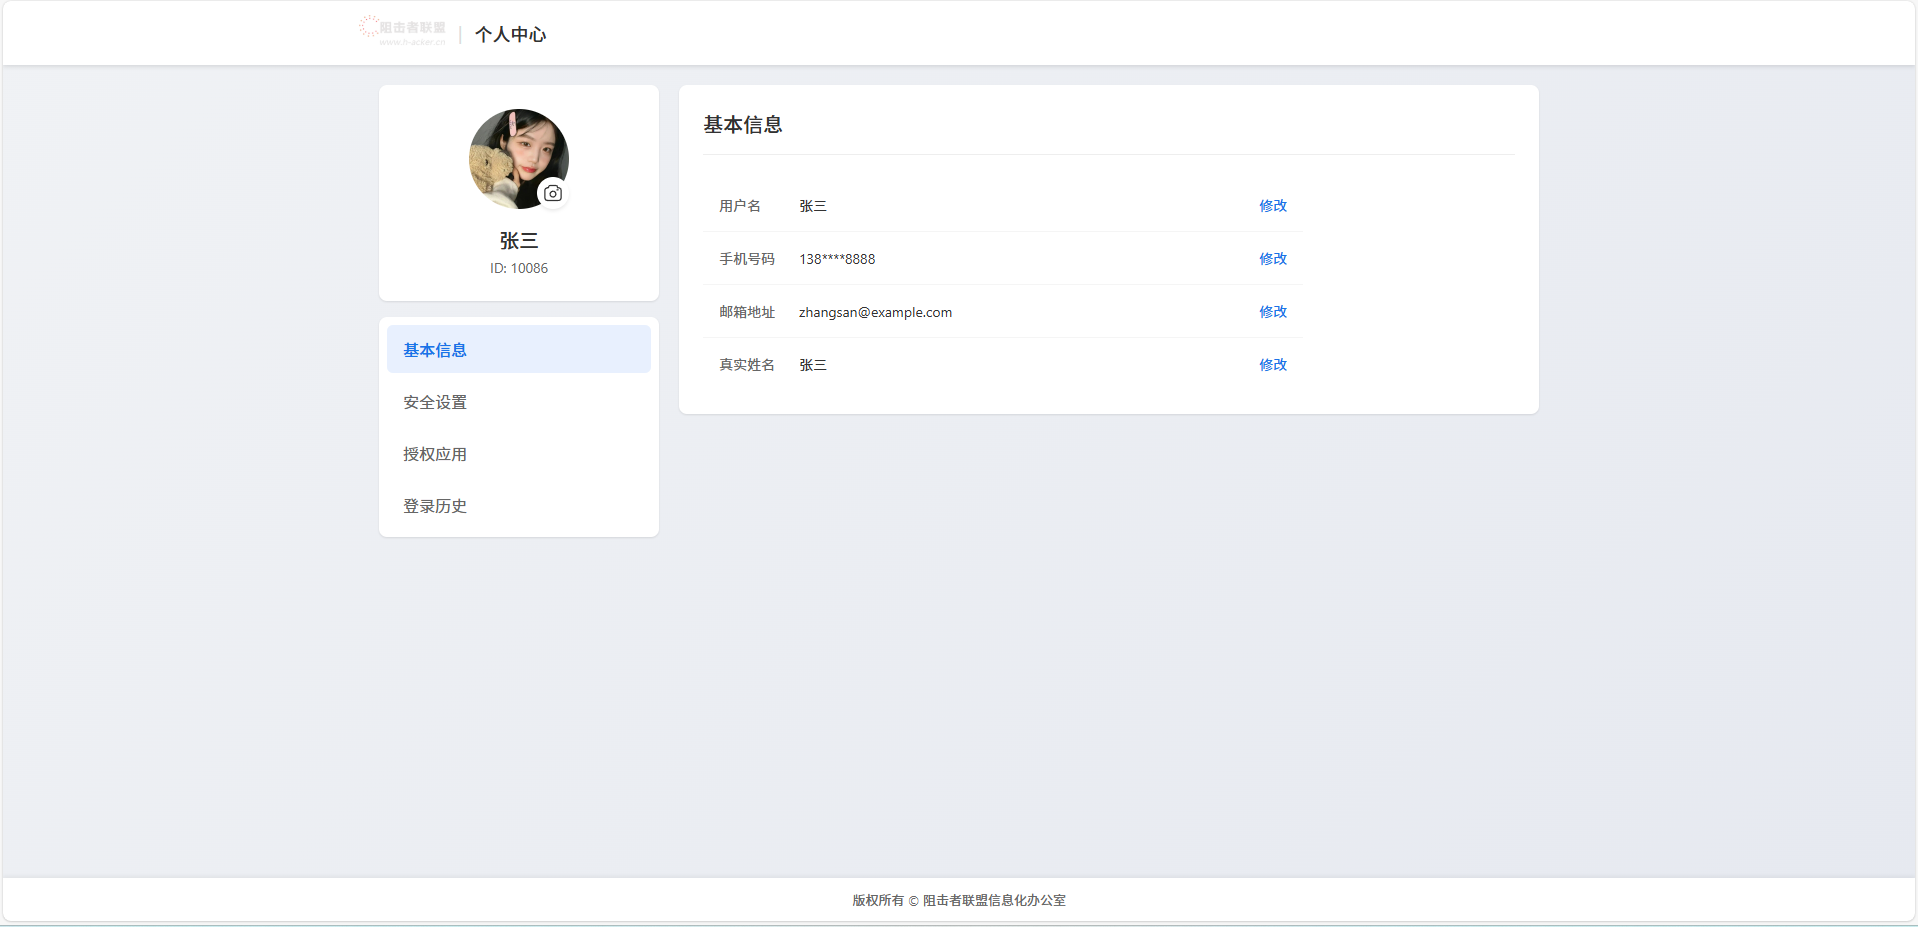 阻击者联盟
www.h-acker.cn
个人中心
张三
ID: 10086
基本信息
安全设置
授权应用
登录历史
基本信息
用户名 张三 修改
手机号码 138****8888 修改
邮箱地址 zhangsan@example.com 修改
真实姓名 张三 修改
版权所有 © 阻击者联盟信息化办公室